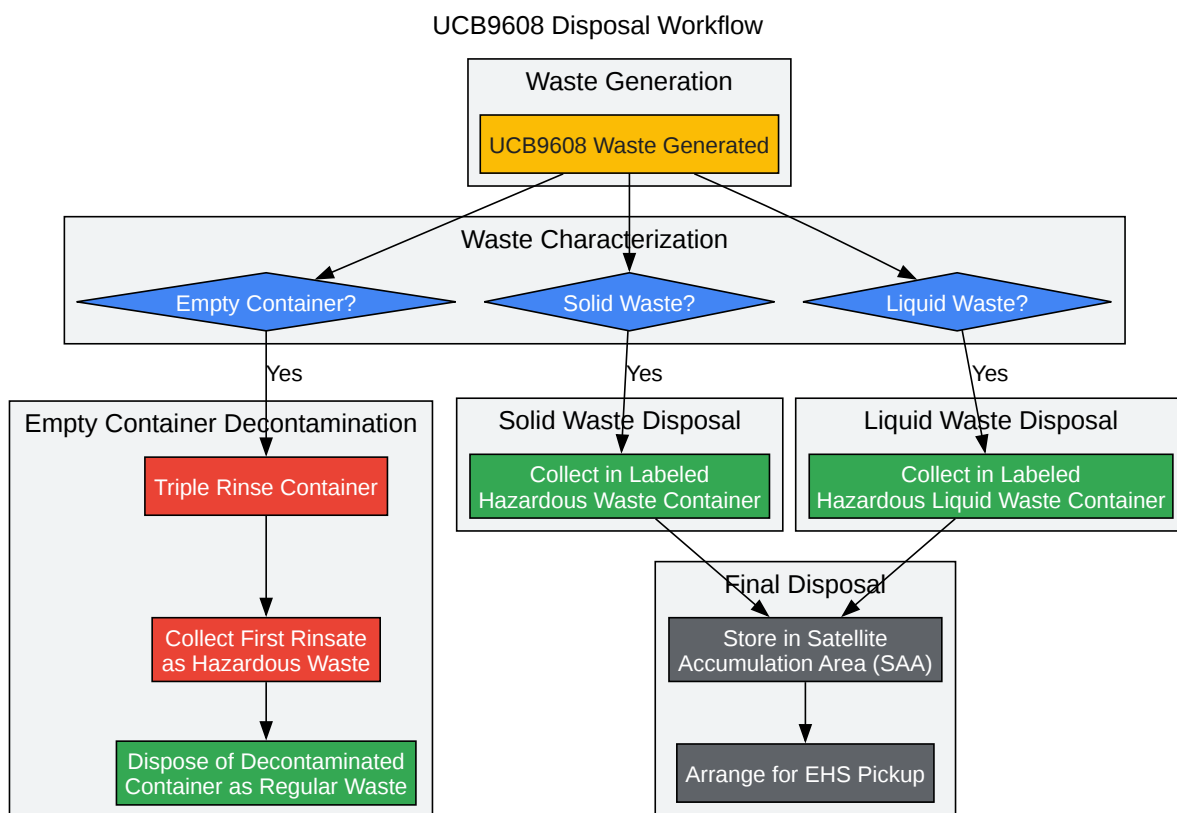 UCB9608 Disposal Workflow
Waste Generation
UCB9608 Waste Generated
Waste Characterization
Empty Container?
Solid Waste?
Liquid Waste?
Yes
Yes
Yes
Empty Container Decontamination
Triple Rinse Container
Collect First Rinsate
as Hazardous Waste
Dispose of Decontaminated
Container as Regular Waste
Solid Waste Disposal
Collect in Labeled
Hazardous Waste Container
Liquid Waste Disposal
Collect in Labeled
Hazardous Liquid Waste Container
Final Disposal
Store in Satellite
Accumulation Area (SAA)
Arrange for EHS Pickup